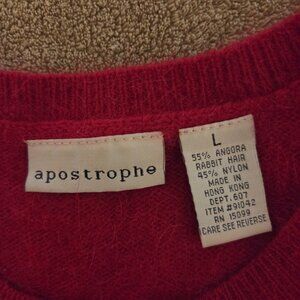 apostrophe
L
55% ANGORA
RABBIT HAIR
45% NYLON
MADE IN
HONG KONG
DEPT. 607
ITEM #91042
RN 15099
CARE SEE REVERSE